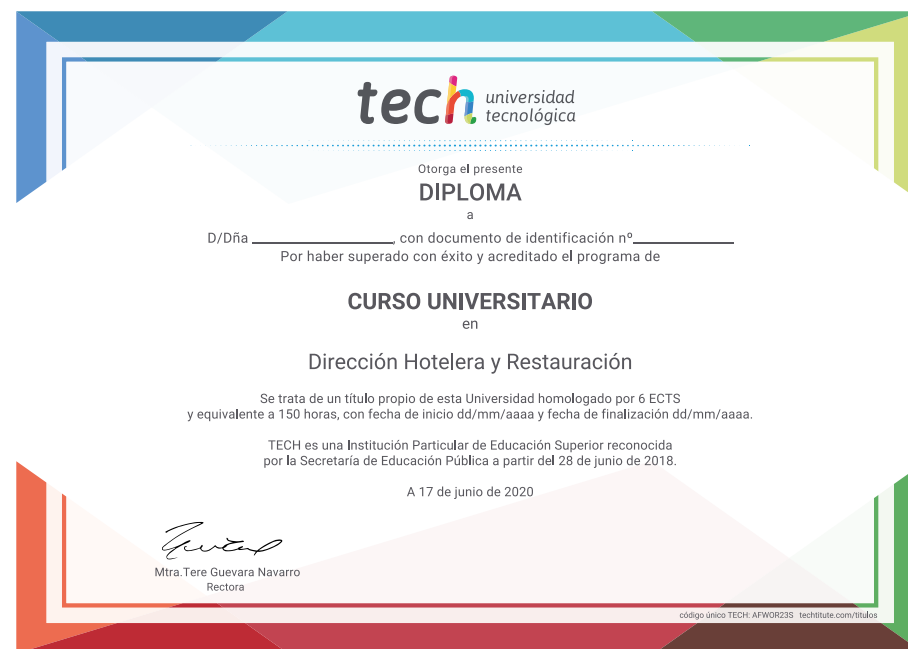 tech universidad
tecnológica
Otorga el presente
DIPLOMA
a
D/Dña ____________________, con documento de identificación nº______________
Por haber superado con éxito y acreditado el programa de
CURSO UNIVERSITARIO
en
Dirección Hotelera y Restauración
Se trata de un título propio de esta Universidad homologado por 6 ECTS
y equivalente a 150 horas, con fecha de inicio dd/mm/aaaa y fecha de finalización dd/mm/aaaa.
TECH es una Institución Particular de Educación Superior reconocida
por la Secretaría de Educación Pública a partir del 28 de junio de 2018.
A 17 de junio de 2020
Mtra.Tere Guevara Navarro
Rectora
código único TECH: AFWOR23S techtitute.com/titulos